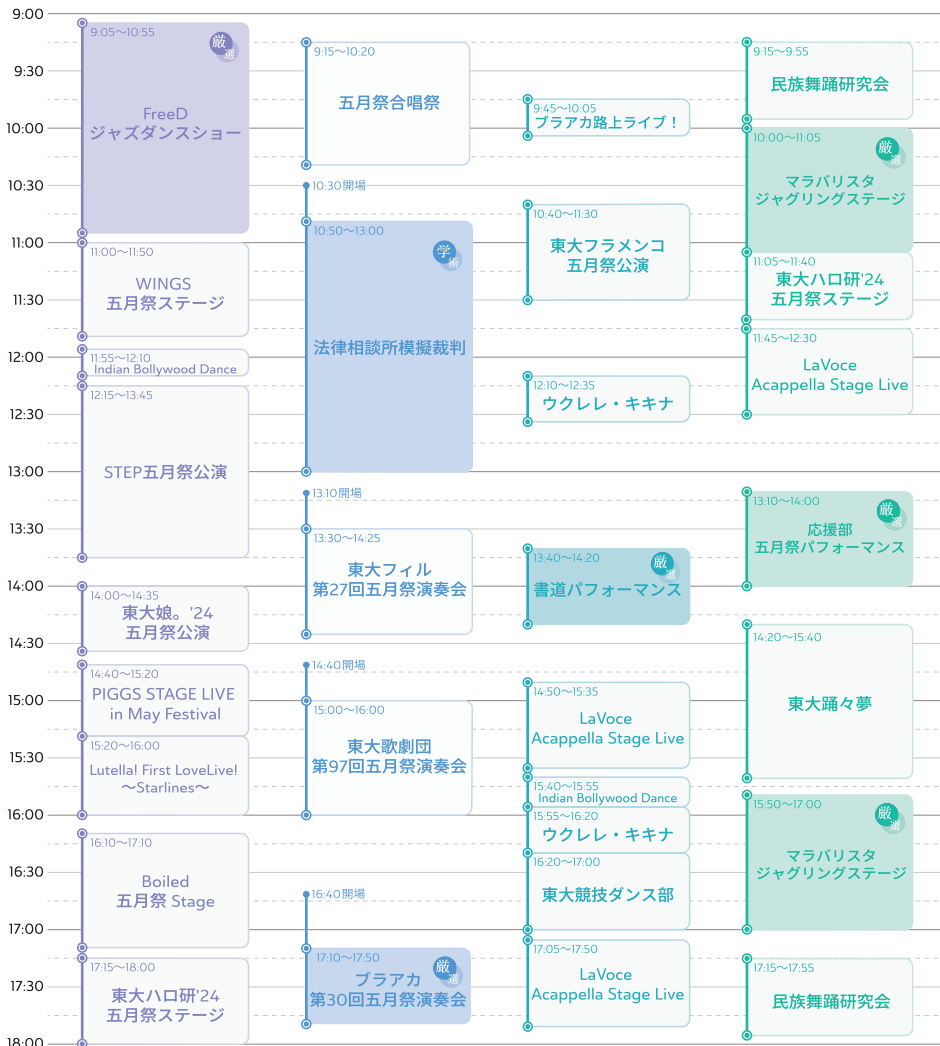 9:00
9:30
10:00
10:30
11:00
11:30
12:00
12:30
13:00
13:30
14:00
14:30
15:00
15:30
16:00
16:30
17:00
17:30
18:00
9:05〜10:55
厳
選
FreeD
ジャズダンスショー
11:00〜11:50
WINGS
五月祭ステージ
11:55〜12:10
Indian Bollywood Dance
12:15〜13:45
STEP五月祭公演
14:00〜14:35
東大娘。'24
五月祭公演
14:40〜15:20
PIGGS STAGE LIVE
in May Festival
15:20〜16:00
Lutella! First LoveLive!
〜Starlines〜
16:10〜17:10
Boiled
五月祭 Stage
17:15〜18:00
東大ハロ研'24
五月祭ステージ
9:15〜10:20
五月祭合唱祭
10:30開場
10:50〜13:00
学
術
法律相談所模擬裁判
13:10開場
13:30〜14:25
東大フィル
第27回五月祭演奏会
14:40開場
15:00〜16:00
東大歌劇団
第97回五月祭演奏会
16:40開場
17:10〜17:50
厳
選
ブラアカ
第30回五月祭演奏会
9:45〜10:05
ブラアカ路上ライブ！
10:40〜11:30
東大フラメンコ
五月祭公演
12:10〜12:35
ウクレレ・キキナ
13:40〜14:20
厳
選
書道パフォーマンス
14:50〜15:35
LaVoce
Acappella Stage Live
15:40〜15:55
Indian Bollywood Dance
15:55〜16:20
ウクレレ・キキナ
16:20〜17:00
東大競技ダンス部
17:05〜17:50
LaVoce
Acappella Stage Live
9:15〜9:55
民族舞踊研究会
10:00〜11:05
厳
選
マラバリスタ
ジャグリングステージ
11:05〜11:40
東大ハロ研'24
五月祭ステージ
11:45〜12:30
LaVoce
Acappella Stage Live
13:10〜14:00
厳
選
応援部
五月祭パフォーマンス
14:20〜15:40
東大踊々夢
15:50〜17:00
厳
選
マラバリスタ
ジャグリングステージ
17:15〜17:55
民族舞踊研究会